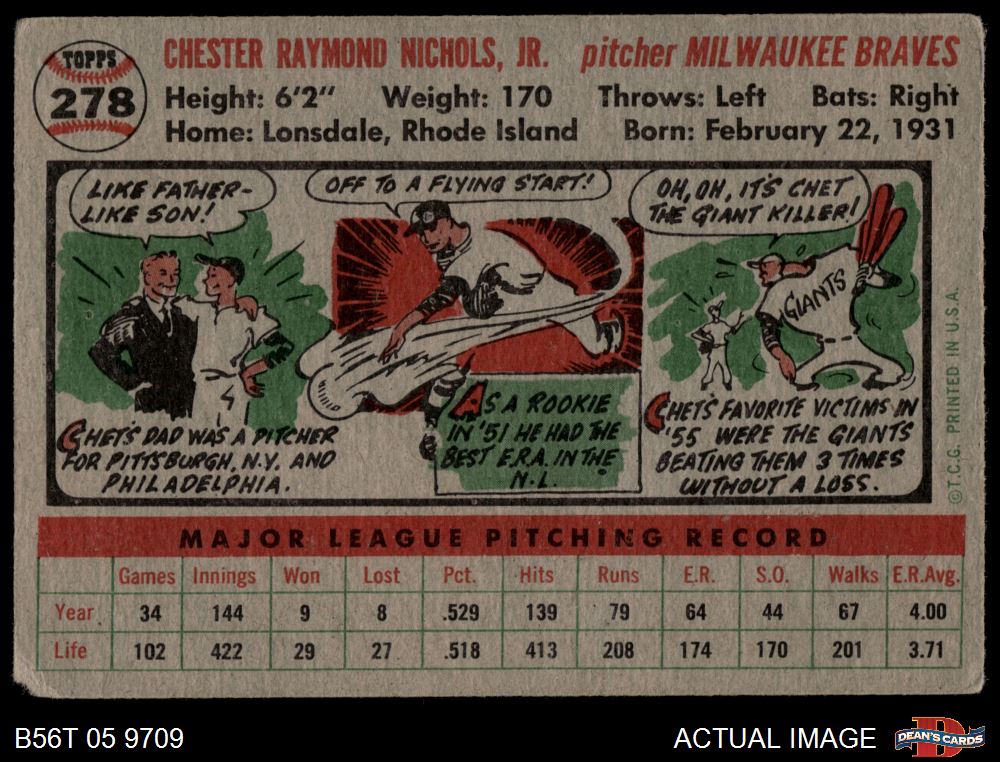 TOPPS
278
CHESTER RAYMOND NICHOLS, JR. pitcher MILWAUKEE BRAVES
Height: 6'2" Weight: 170 Throws: Left Bats: Right
Home: Lonsdale, Rhode Island Born: February 22, 1931
LIKE FATHER-
LIKE SON!
CHET'S DAD WAS A PITCHER
FOR PITTSBURGH, N.Y. AND
PHILADELPHIA.
OFF TO A FLYING START!
AS A ROOKIE
IN '51 HE HAD THE
BEST E.R.A. IN THE
N.L.
OH, OH, IT'S CHET
THE GIANT KILLER!
GIANTS
CHET'S FAVORITE VICTIMS IN
'55 WERE THE GIANTS
BEATING THEM 3 TIMES
WITHOUT A LOSS.
©T.C.G. PRINTED IN U.S.A.
MAJOR LEAGUE PITCHING RECORD
Games Innings Won Lost Pct. Hits Runs E.R. S.O. Walks E.R.Avg.
Year 34 144 9 8 .529 139 79 64 44 67 4.00
Life 102 422 29 27 .518 413 208 174 170 201 3.71
B56T 05 9709 ACTUAL IMAGE
D
DEAN'S CARDS